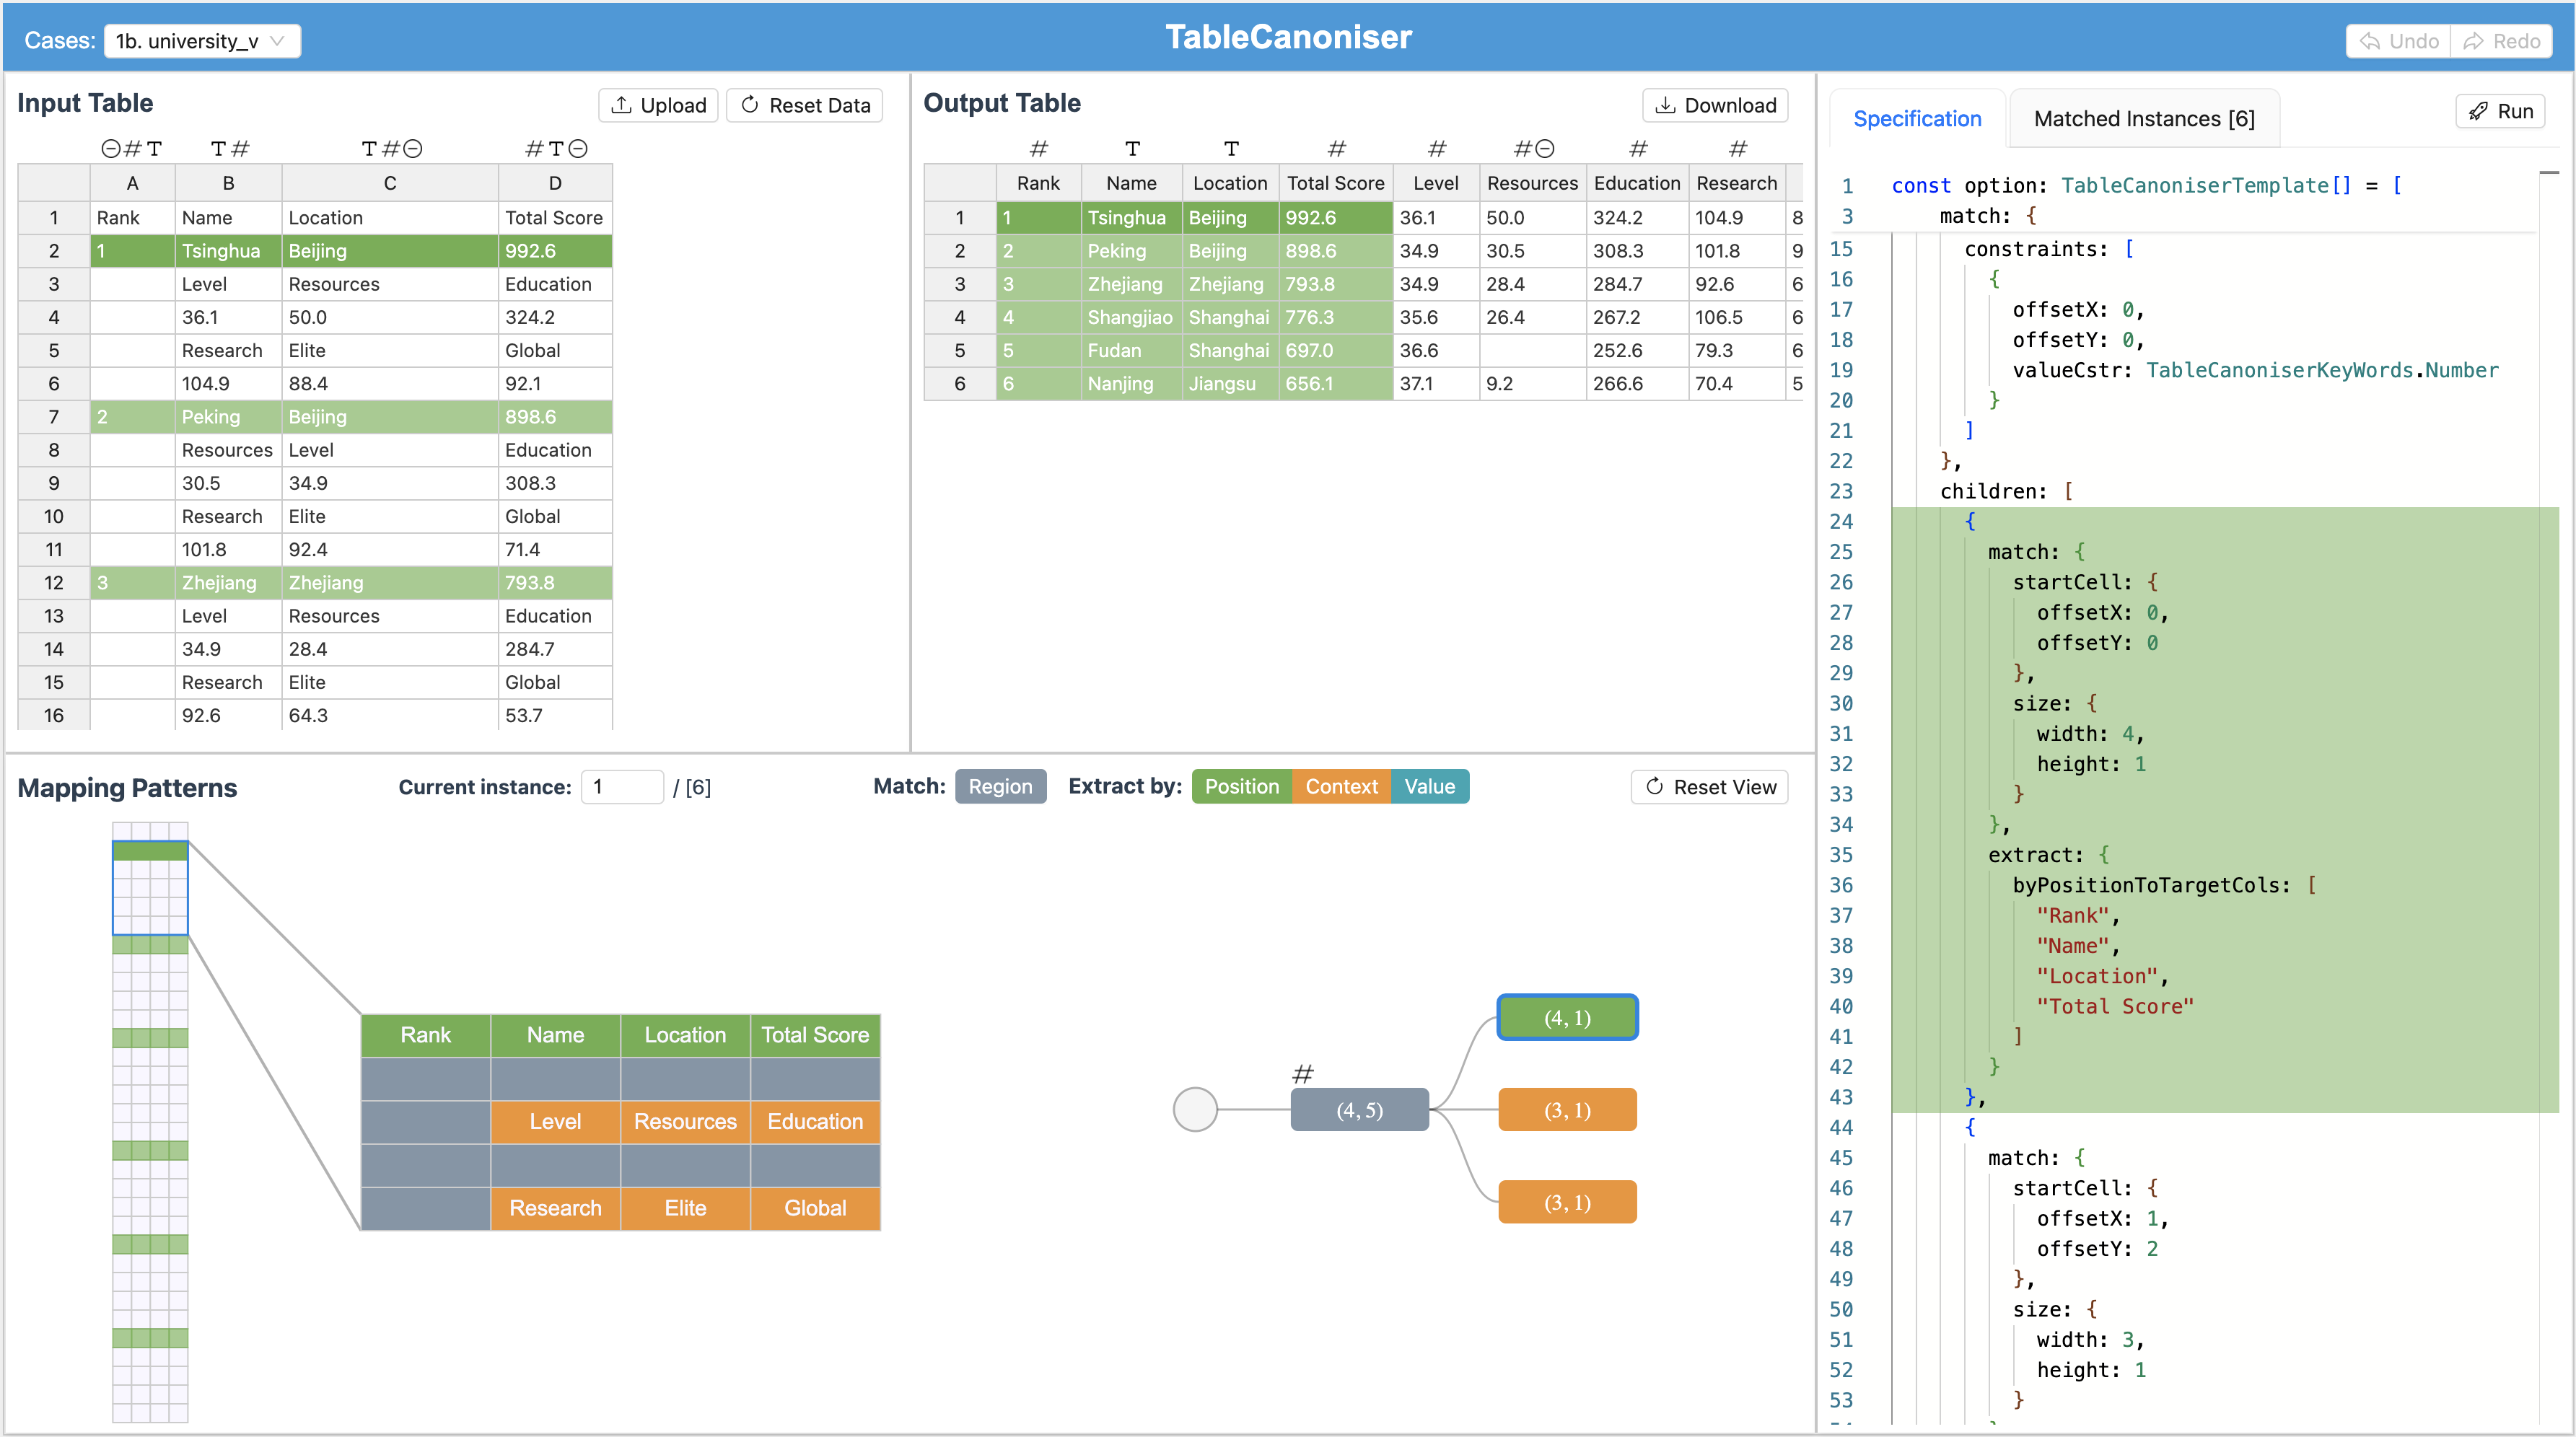 Cases: 1b. university_v TableCanoniser Undo Redo
Input Table Upload Reset Data
#T T# T# #T
A B C D
1 Rank Name Location Total Score
2 1 Tsinghua Beijing 992.6
3 Level Resources Education
4 36.1 50.0 324.2
5 Research Elite Global
6 104.9 88.4 92.1
7 2 Peking Beijing 898.6
8 Resources Level Education
9 30.5 34.9 308.3
10 Research Elite Global
11 101.8 92.4 71.4
12 3 Zhejiang Zhejiang 793.8
13 Level Resources Education
14 34.9 28.4 284.7
15 Research Elite Global
16 92.6 64.3 53.7
Output Table Download
# T T # # # # #
Rank Name Location Total Score Level Resources Education Research
1 1 Tsinghua Beijing 992.6 36.1 50.0 324.2 104.9 8
2 2 Peking Beijing 898.6 34.9 30.5 308.3 101.8 9
3 3 Zhejiang Zhejiang 793.8 34.9 28.4 284.7 92.6 6
4 4 Shangjiao Shanghai 776.3 35.6 26.4 267.2 106.5 6
5 5 Fudan Shanghai 697.0 36.6 252.6 79.3 6
6 6 Nanjing Jiangsu 656.1 37.1 9.2 266.6 70.4 5
Mapping Patterns Current instance: 1 / [6] Match: Region Extract by: Position Context Value Reset View
Rank Name Location Total Score
Level Resources Education
Research Elite Global
#
(4, 5)
(4, 1)
(3, 1)
(3, 1)
Specification Matched Instances [6] Run
1 const option: TableCanoniserTemplate[] = [
3 match: {
15 constraints: [
16 {
17 offsetX: 0,
18 offsetY: 0,
19 valueCstr: TableCanoniserKeyWords.Number
20 }
21 ]
22 },
23 children: [
24 {
25 match: {
26 startCell: {
27 offsetX: 0,
28 offsetY: 0
29 },
30 size: {
31 width: 4,
32 height: 1
33 }
34 },
35 extract: {
36 byPositionToTargetCols: [
37 "Rank",
38 "Name",
39 "Location",
40 "Total Score"
41 ]
42 }
43 },
44 {
45 match: {
46 startCell: {
47 offsetX: 1,
48 offsetY: 2
49 },
50 size: {
51 width: 3,
52 height: 1
53 }